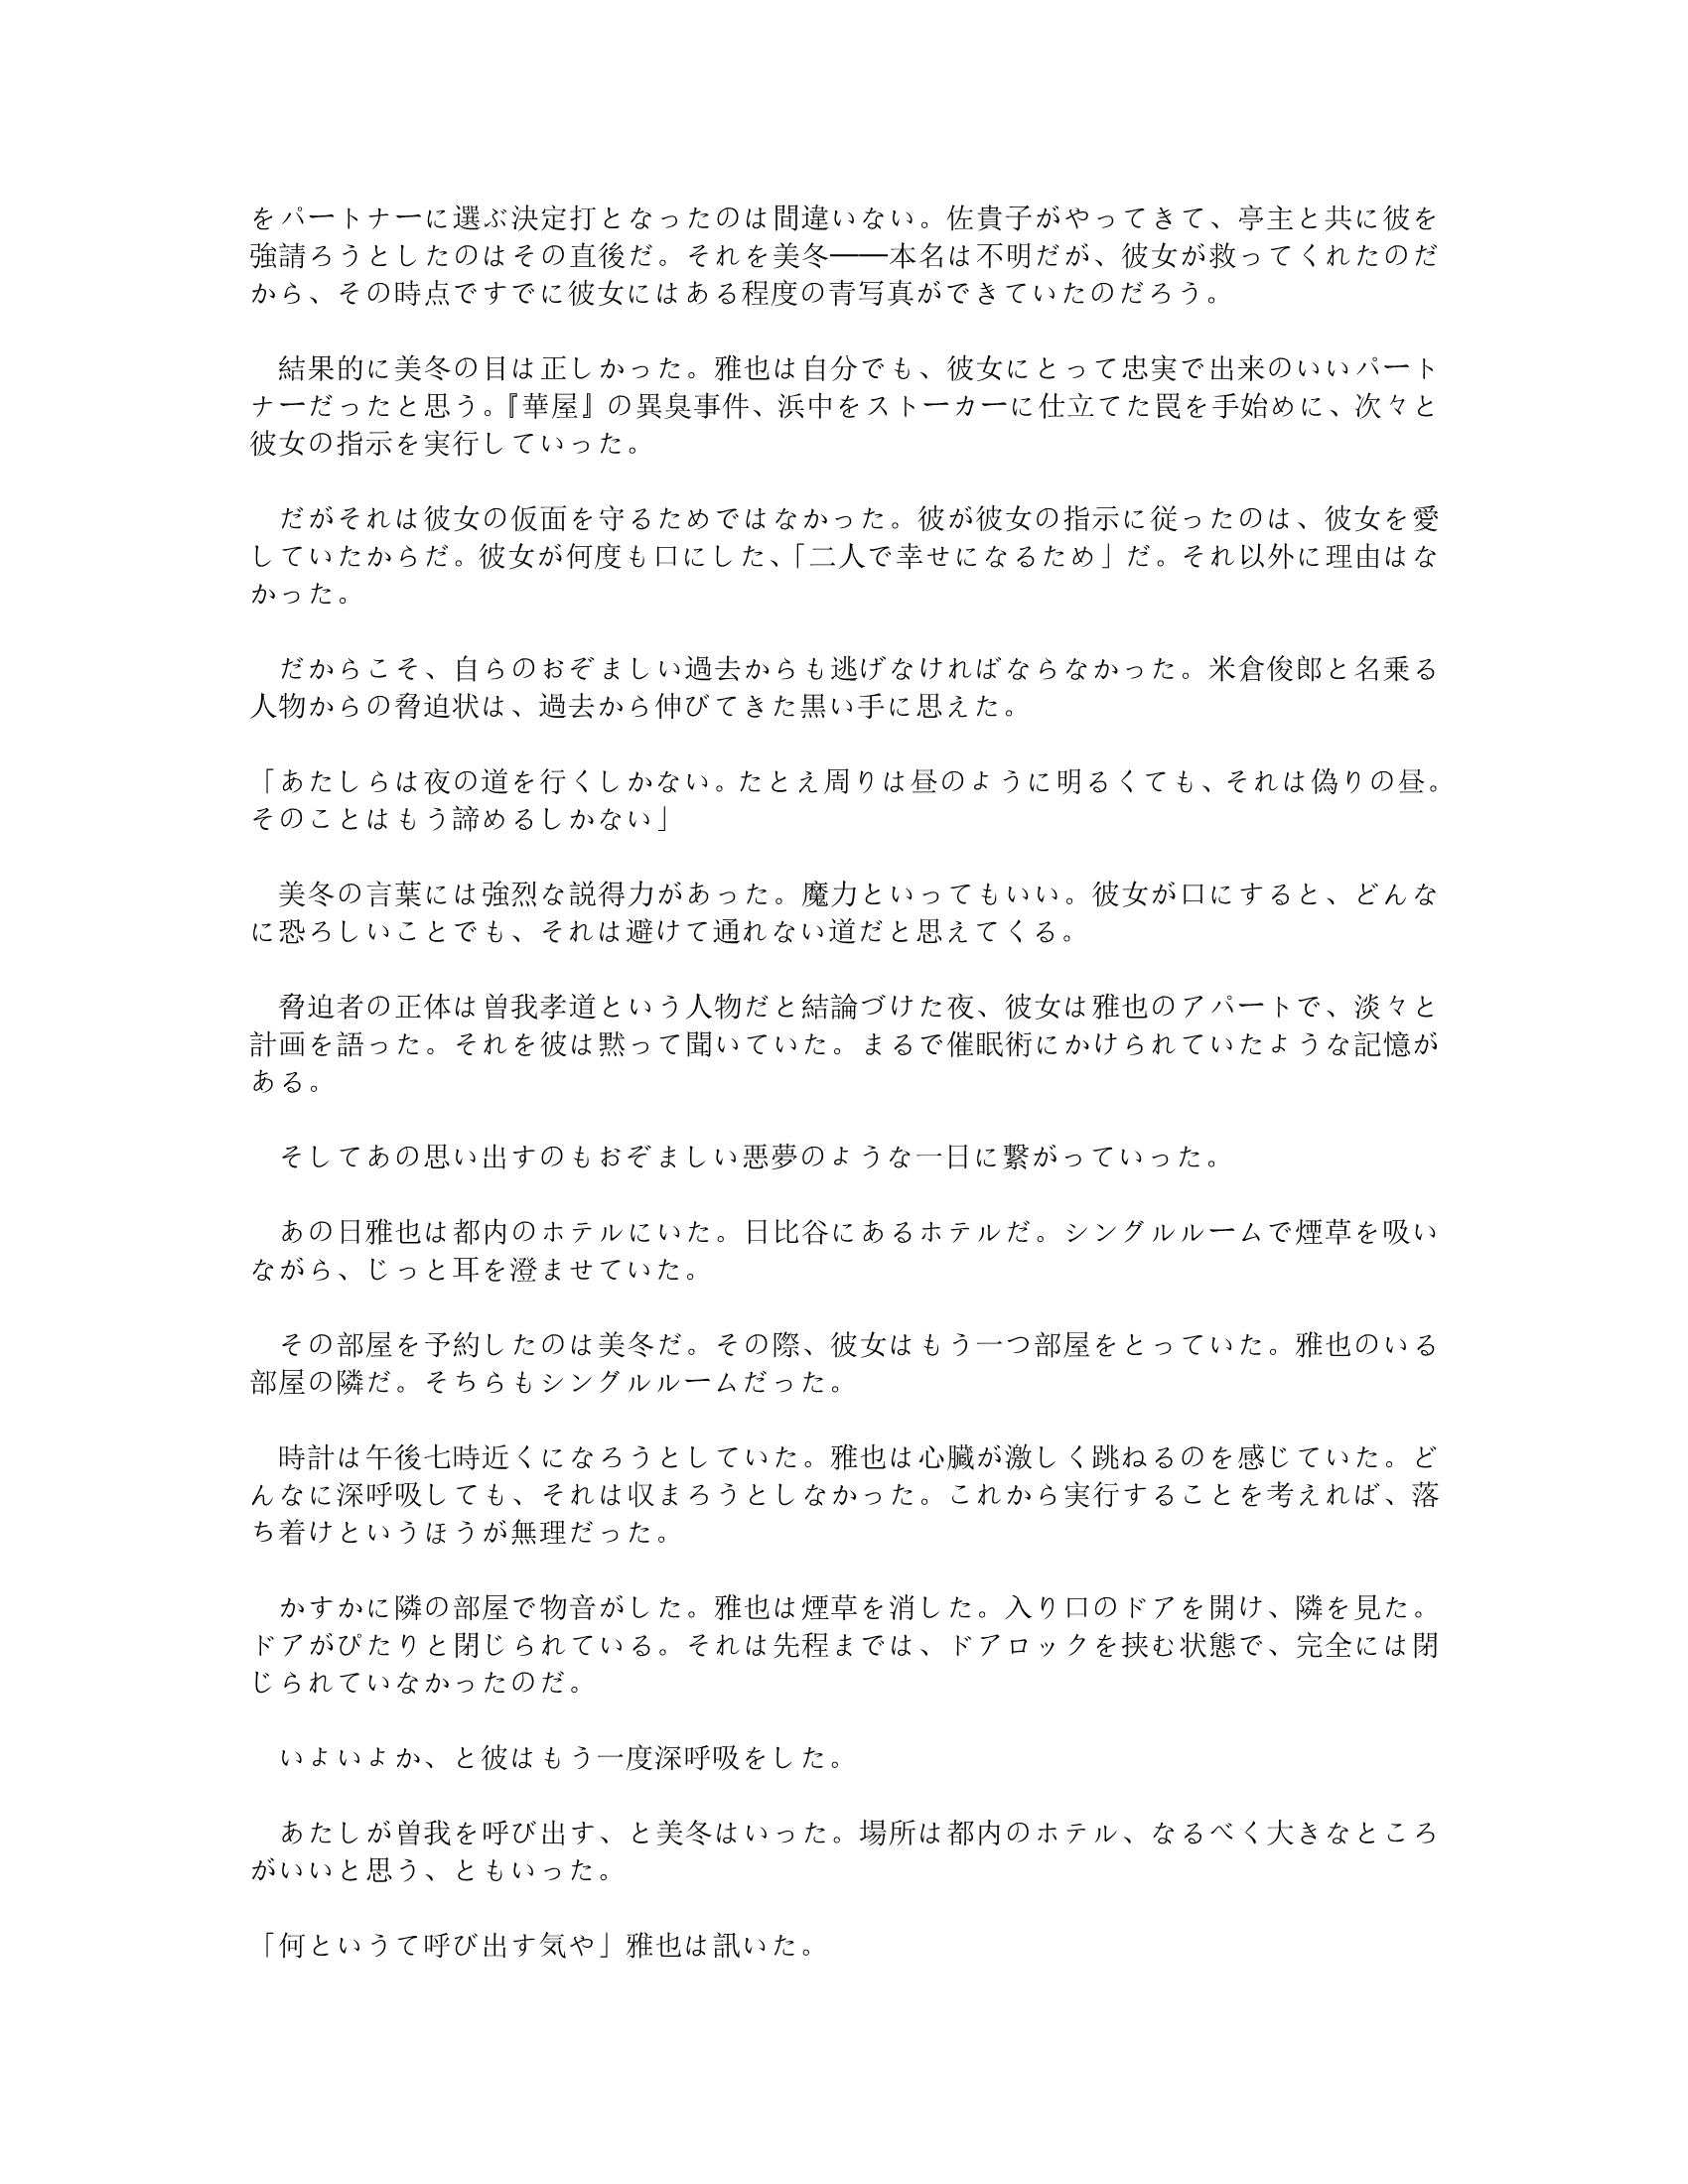 をパートナーに選ぶ決定打となったのは間違いない。佐貴子がやってきて、亭主と共に彼を
強請ろうとしたのはその直後だ。それを美冬――本名は不明だが、彼女が救ってくれたのだ
から、その時点ですでに彼女にはある程度の青写真ができていたのだろう。
　結果的に美冬の目は正しかった。雅也は自分でも、彼女にとって忠実で出来のいいパート
ナーだったと思う。『華屋』の異臭事件、浜中をストーカーに仕立てた罠を手始めに、次々と
彼女の指示を実行していった。
　だがそれは彼女の仮面を守るためではなかった。彼が彼女の指示に従ったのは、彼女を愛
していたからだ。彼女が何度も口にした、「二人で幸せになるため」だ。それ以外に理由はな
かった。
　だからこそ、自らのおぞましい過去からも逃げなければならなかった。米倉俊郎と名乗る
人物からの脅迫状は、過去から伸びてきた黒い手に思えた。
「あたしらは夜の道を行くしかない。たとえ周りは昼のように明るくても、それは偽りの昼。
そのことはもう諦めるしかない」
　美冬の言葉には強烈な説得力があった。魔力といってもいい。彼女が口にすると、どんな
に恐ろしいことでも、それは避けて通れない道だと思えてくる。
　脅迫者の正体は曽我孝道という人物だと結論づけた夜、彼女は雅也のアパートで、淡々と
計画を語った。それを彼は黙って聞いていた。まるで催眠術にかけられていたような記憶が
ある。
　そしてあの思い出すのもおぞましい悪夢のような一日に繋がっていった。
　あの日雅也は都内のホテルにいた。日比谷にあるホテルだ。シングルルームで煙草を吸い
ながら、じっと耳を澄ませていた。
　その部屋を予約したのは美冬だ。その際、彼女はもう一つ部屋をとっていた。雅也のいる
部屋の隣だ。そちらもシングルルームだった。
　時計は午後七時近くになろうとしていた。雅也は心臓が激しく跳ねるのを感じていた。ど
んなに深呼吸しても、それは収まろうとしなかった。これから実行することを考えれば、落
ち着けというほうが無理だった。
　かすかに隣の部屋で物音がした。雅也は煙草を消した。入り口のドアを開け、隣を見た。
ドアがぴたりと閉じられている。それは先程までは、ドアロックを挟む状態で、完全には閉
じられていなかったのだ。
　いよいよか、と彼はもう一度深呼吸をした。
　あたしが曽我を呼び出す、と美冬はいった。場所は都内のホテル、なるべく大きなところ
がいいと思う、ともいった。
「何というて呼び出す気や」雅也は訊いた。